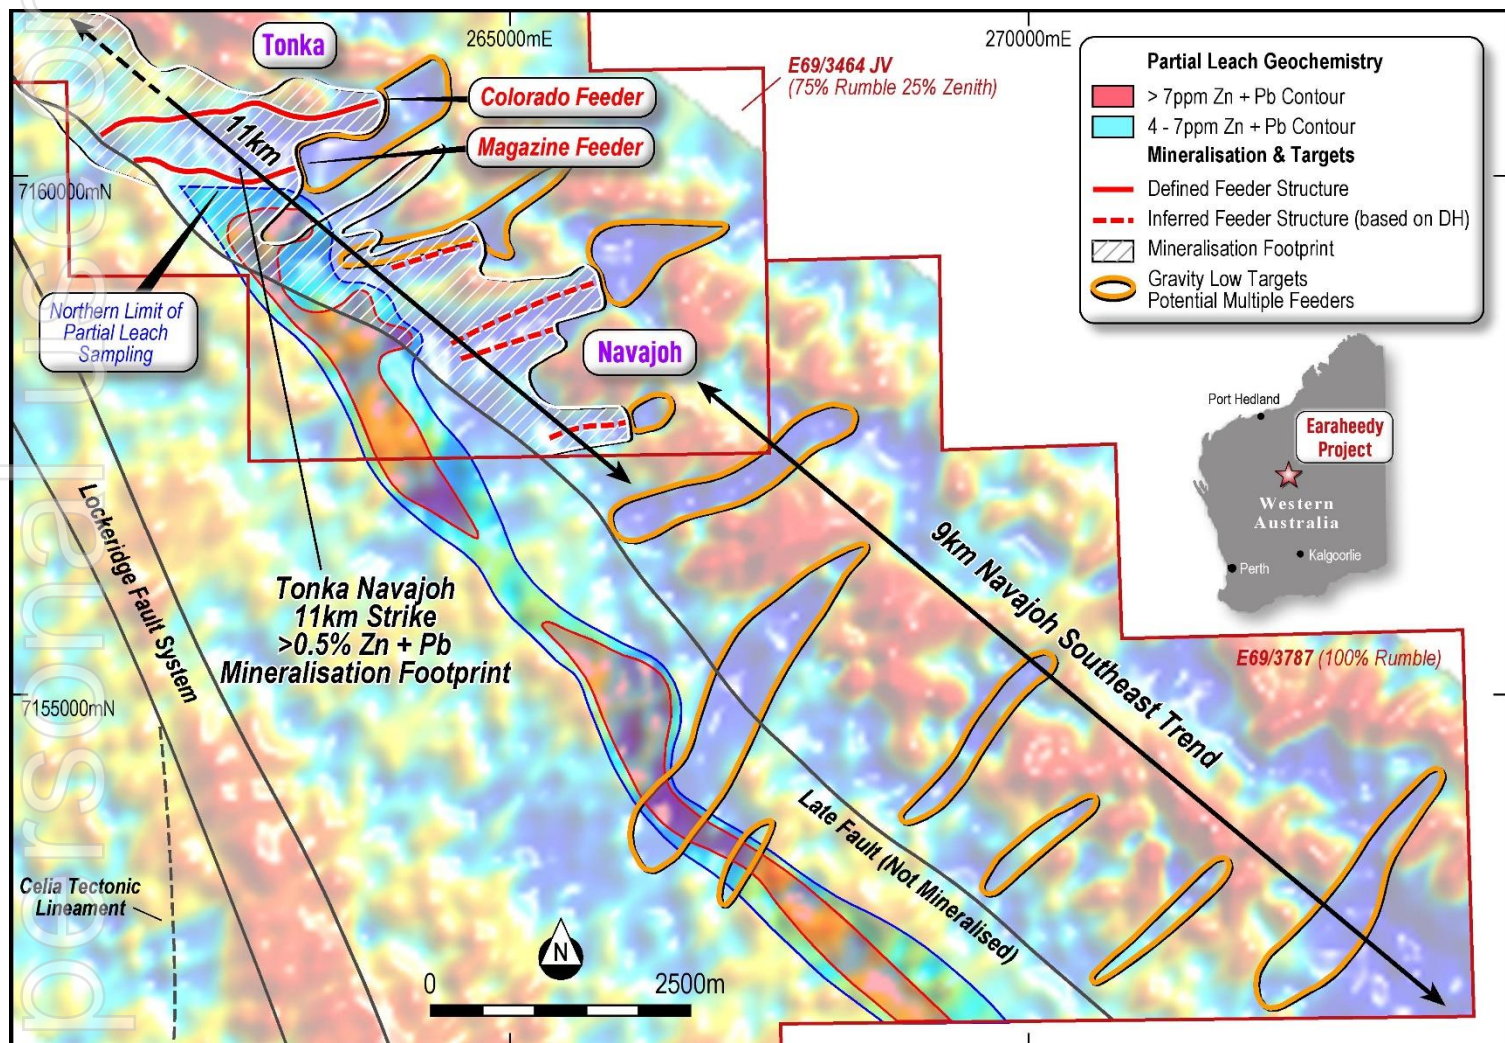 265000mE
270000mE
Tonka
E69/3464 JV
(75% Rumble 25% Zenith)
Partial Leach Geochemistry
> 7ppm Zn + Pb Contour
4 - 7ppm Zn + Pb Contour
Mineralisation & Targets
Defined Feeder Structure
Inferred Feeder Structure (based on DH)
Mineralisation Footprint
Gravity Low Targets
Potential Multiple Feeders
Colorado Feeder
11km
Magazine Feeder
7160000mN
Northern Limit of
Partial Leach
Sampling
Navajoh
Port Hedland
Earaheedy
Project
Western
Australia
Kalgoorlie
Perth
Lockeridge Fault System
Tonka Navajoh
11km Strike
>0.5% Zn + Pb
Mineralisation Footprint
9km Navajoh Southeast Trend
E69/3787 (100% Rumble)
7155000mN
Late Fault (Not Mineralised)
Celia Tectonic
Lineament
N
0
2500m
personal use or